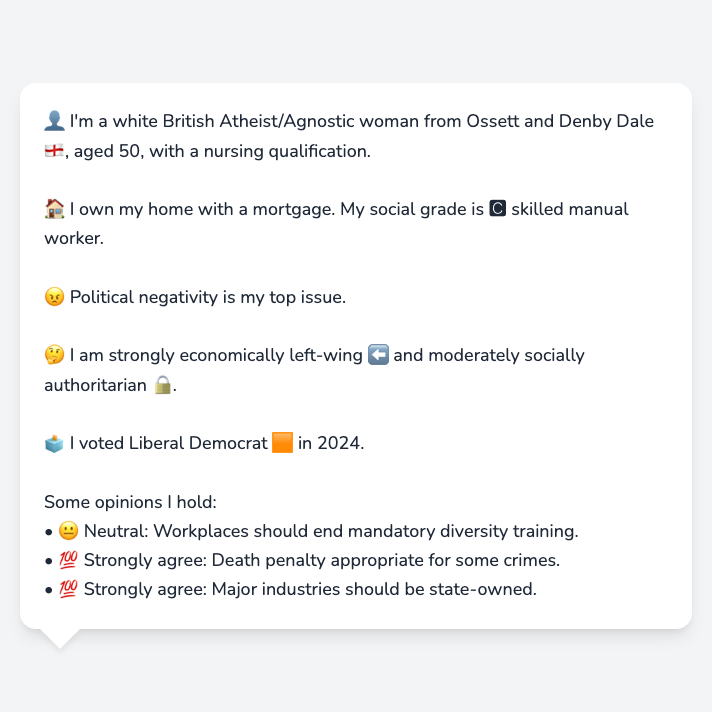 👤 I'm a white British Atheist/Agnostic woman from Ossett and Denby Dale
🏴󠁧󠁢󠁥󠁮󠁧󠁿, aged 50, with a nursing qualification.
🏠 I own my home with a mortgage. My social grade is 🅲 skilled manual
worker.
😠 Political negativity is my top issue.
🤔 I am strongly economically left-wing ⬅️ and moderately socially
authoritarian 🔒.
🗳️ I voted Liberal Democrat 🟧 in 2024.
Some opinions I hold:
• 😐 Neutral: Workplaces should end mandatory diversity training.
• 💯 Strongly agree: Death penalty appropriate for some crimes.
• 💯 Strongly agree: Major industries should be state-owned.